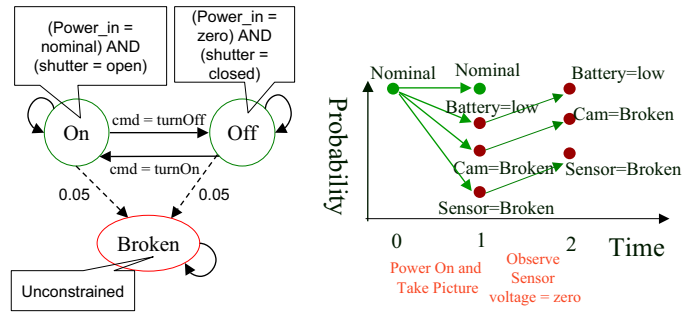 (Power_in =
nominal) AND
(shutter = open)
(Power_in =
zero) AND
(shutter =
closed)
On
cmd = turnOff
Off
cmd = turnOn
0.05
0.05
Broken
Unconstrained
Probability
Nominal
Nominal
Battery=low
Battery=low
Cam=Broken
Cam=Broken
Sensor=Broken
Sensor=Broken
0
1
2
Time
Power On and
Take Picture
Observe
Sensor
voltage = zero